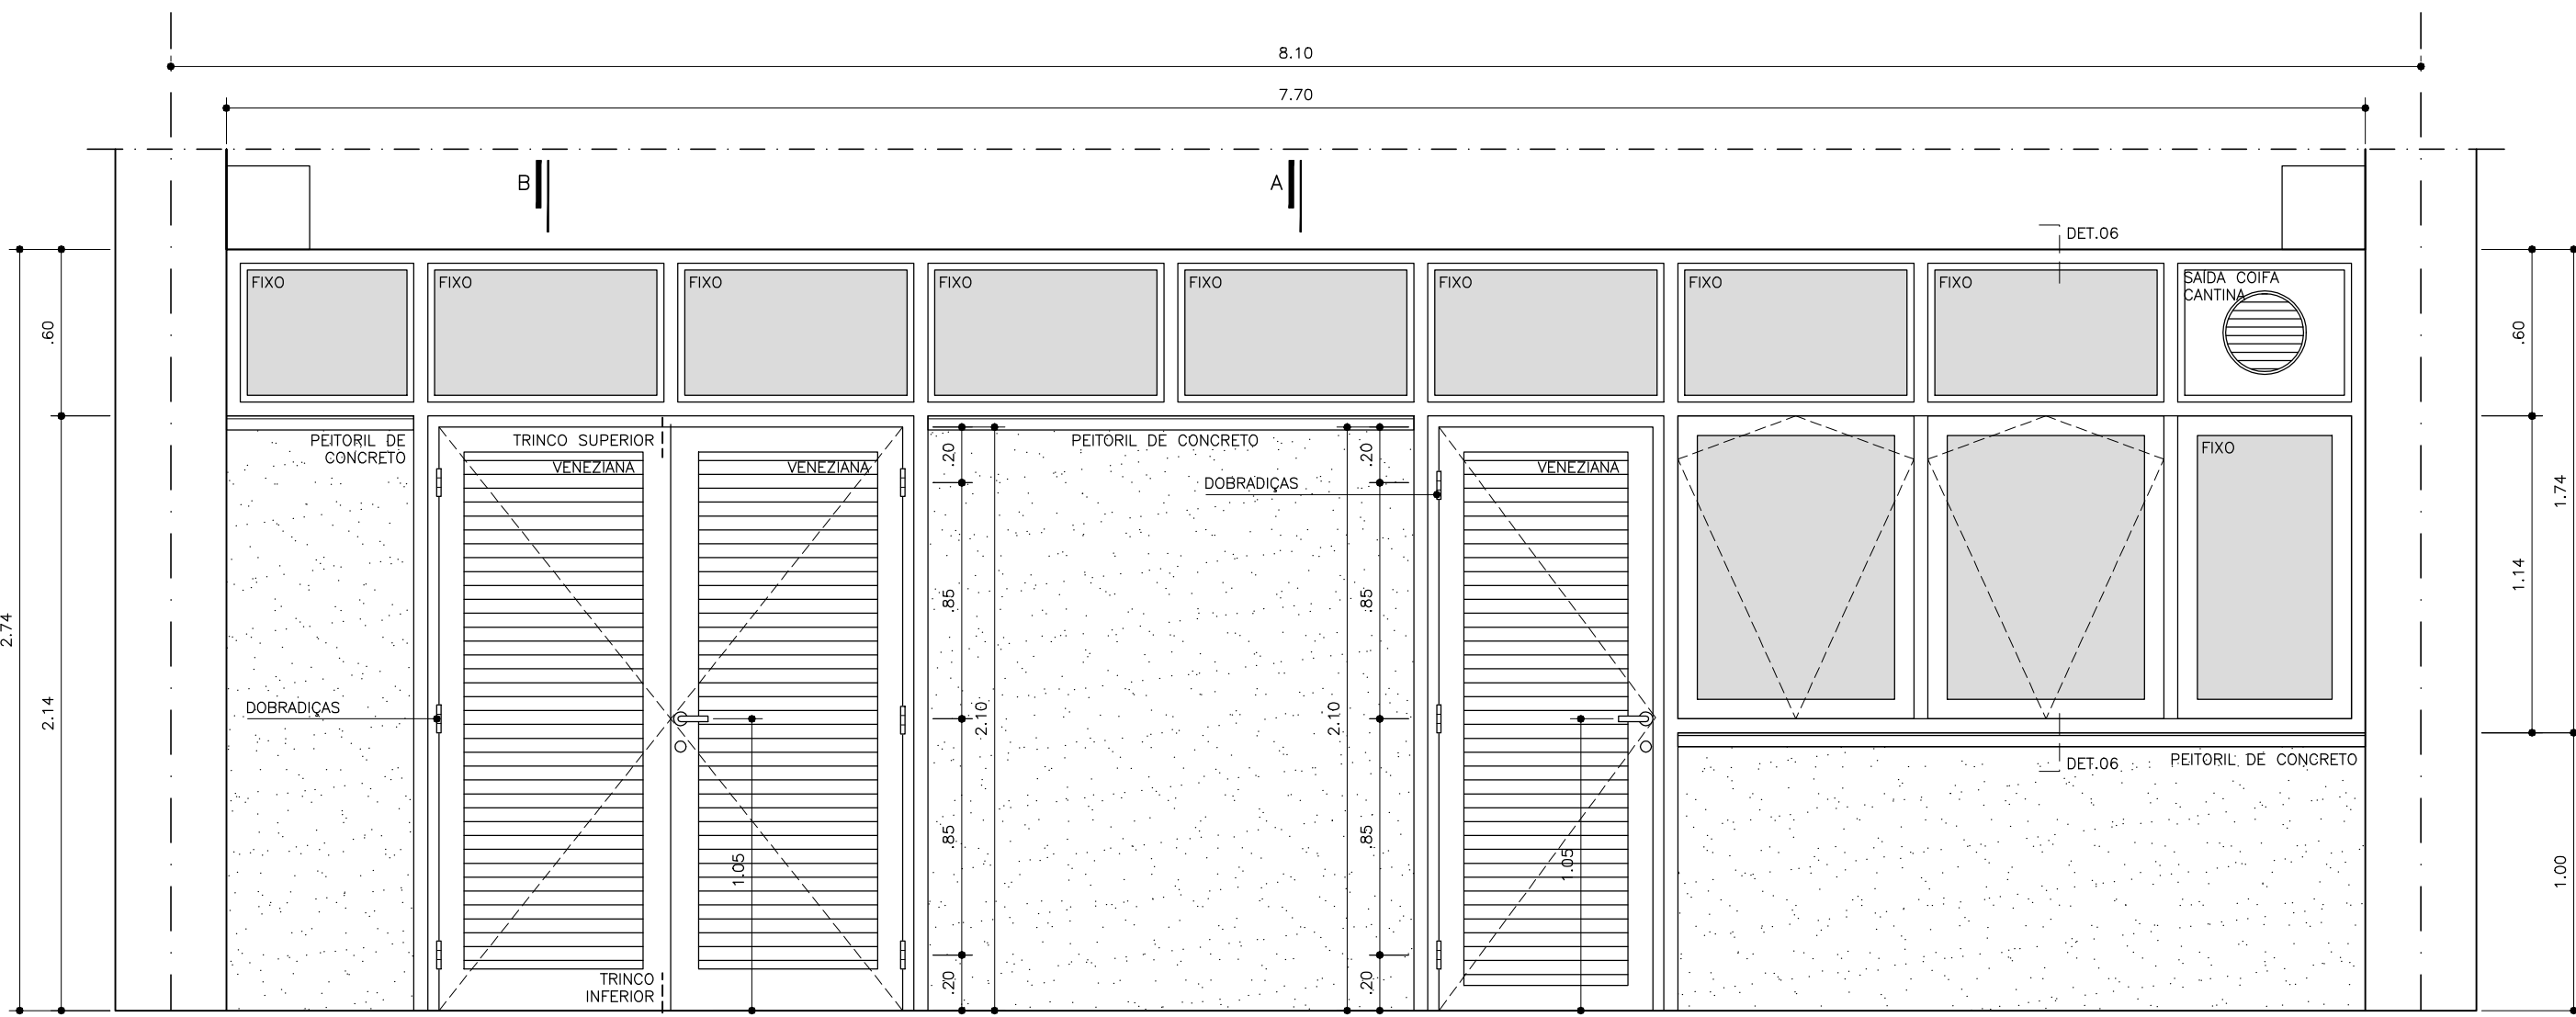 8.10
7.70
B
A
DET.06
FIXO
FIXO
FIXO
FIXO
FIXO
FIXO
FIXO
FIXO
SAÍDA COIFA
CANTINA
.60
.60
PEITORIL DE
CONCRETO
TRINCO SUPERIOR
VENEZIANA
VENEZIANA
.20
PEITORIL DE CONCRETO
.20
DOBRADIÇAS
VENEZIANA
FIXO
1.74
1.14
.85
.85
2.74
2.14
DOBRADIÇAS
2.10
2.10
DET.06
PEITORIL DE CONCRETO
1.05
.85
.85
1.05
1.00
TRINCO
INFERIOR
.20
.20